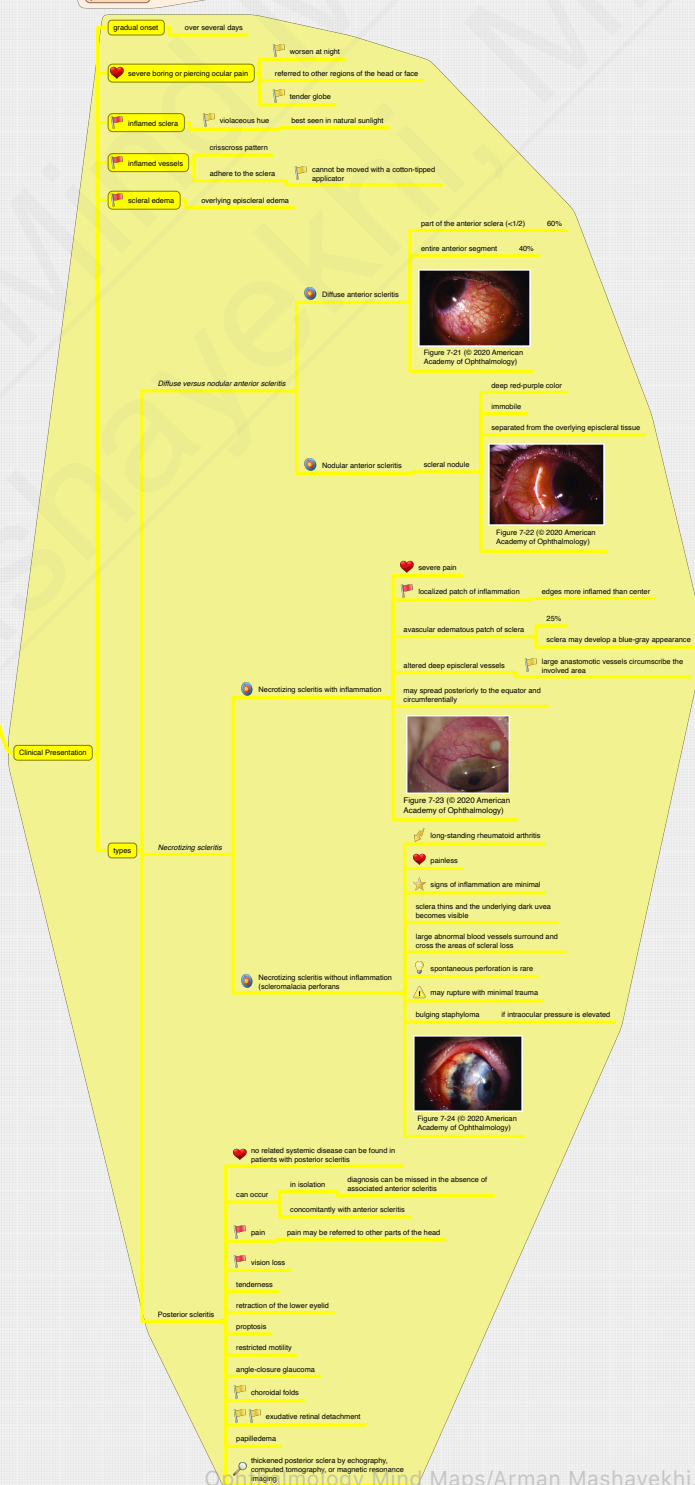 gradual onset
over several days
severe boring or piercing ocular pain
worsen at night
referred to other regions of the head or face
tender globe
inflamed sclera
violaceous hue
best seen in natural sunlight
inflamed vessels
crisscross pattern
adhere to the sclera
cannot be moved with a cotton-tipped
applicator
scleral edema
overlying episcleral edema
Clinical Presentation
types
Diffuse versus nodular anterior scleritis
Diffuse anterior scleritis
part of the anterior sclera (<1/2)
60%
entire anterior segment
40%
Figure 7-21 (© 2020 American
Academy of Ophthalmology)
Nodular anterior scleritis
scleral nodule
deep red-purple color
immobile
separated from the overlying episcleral tissue
Figure 7-22 (© 2020 American
Academy of Ophthalmology)
Necrotizing scleritis
Necrotizing scleritis with inflammation
severe pain
localized patch of inflammation
edges more inflamed than center
avascular edematous patch of sclera
25%
sclera may develop a blue-gray appearance
altered deep episcleral vessels
large anastomotic vessels circumscribe the
involved area
may spread posteriorly to the equator and
circumferentially
Figure 7-23 (© 2020 American
Academy of Ophthalmology)
Necrotizing scleritis without inflammation
(scleromalacia perforans
long-standing rheumatoid arthritis
painless
signs of inflammation are minimal
sclera thins and the underlying dark uvea
becomes visible
large abnormal blood vessels surround and
cross the areas of scleral loss
spontaneous perforation is rare
may rupture with minimal trauma
bulging staphyloma
if intraocular pressure is elevated
Figure 7-24 (© 2020 American
Academy of Ophthalmology)
Posterior scleritis
no related systemic disease can be found in
patients with posterior scleritis
can occur
in isolation
diagnosis can be missed in the absence of
associated anterior scleritis
concomitantly with anterior scleritis
pain
pain may be referred to other parts of the head
vision loss
tenderness
retraction of the lower eyelid
proptosis
restricted motility
angle-closure glaucoma
choroidal folds
exudative retinal detachment
papilledema
thickened posterior sclera by echography,
computed tomography, or magnetic resonance
imaging
Ophthalmology Mind Maps/Arman Mashayekhi